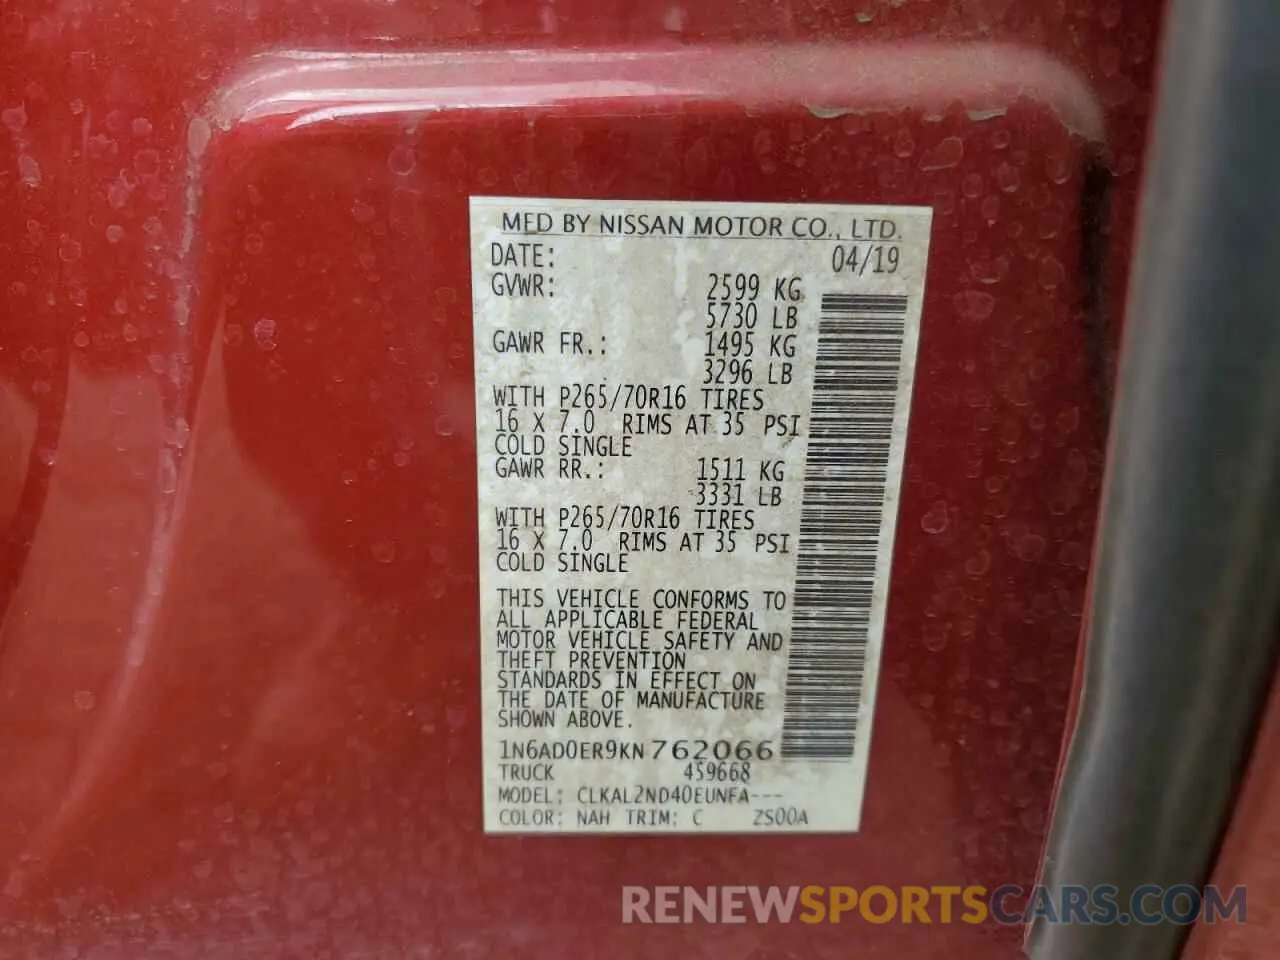 MFD BY NISSAN MOTOR CO., LTD.
DATE: 04/19
GVWR: 2599 KG
5730 LB
GAWR FR.: 1495 KG
3296 LB
WITH P265/70R16 TIRES
16 X 7.0 RIMS AT 35 PSI
COLD SINGLE
GAWR RR.: 1511 KG
3331 LB
WITH P265/70R16 TIRES
16 X 7.0 RIMS AT 35 PSI
COLD SINGLE
THIS VEHICLE CONFORMS TO
ALL APPLICABLE FEDERAL
MOTOR VEHICLE SAFETY AND
THEFT PREVENTION
STANDARDS IN EFFECT ON
THE DATE OF MANUFACTURE
SHOWN ABOVE.
1N6AD0ER9KN762066
TRUCK 459668
MODEL: CLKAL2ND40EUNFA---
COLOR: NAH TRIM: C ZS00A
RENEWSPORTSCARS.COM